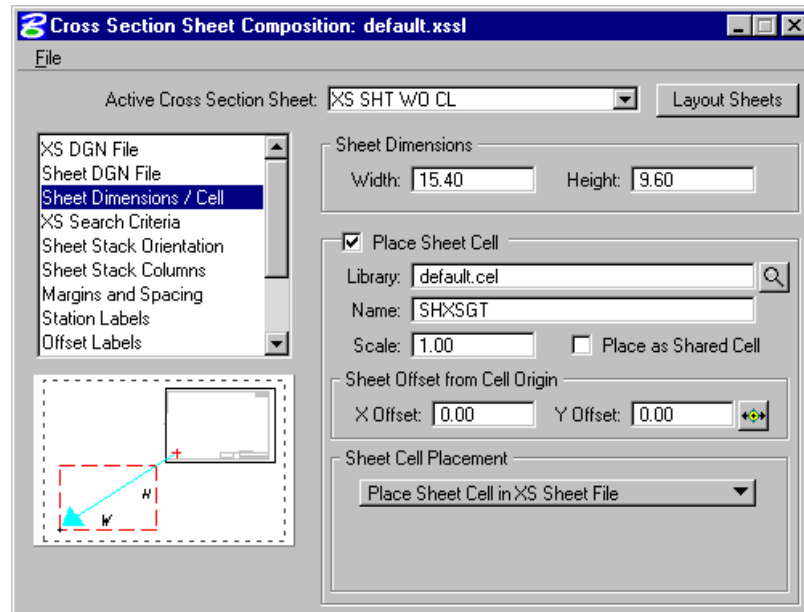 Cross Section Sheet Composition: default.xssl
File
Active Cross Section Sheet: XS SHT WO CL Layout Sheets
XS DGN File
Sheet DGN File
Sheet Dimensions / Cell
XS Search Criteria
Sheet Stack Orientation
Sheet Stack Columns
Margins and Spacing
Station Labels
Offset Labels
Sheet Dimensions
Width: 15.40 Height: 9.60
Place Sheet Cell
Library: default.cel
Name: SHXSGT
Scale: 1.00 Place as Shared Cell
Sheet Offset from Cell Origin
X Offset: 0.00 Y Offset: 0.00
Sheet Cell Placement
Place Sheet Cell in XS Sheet File
H
W